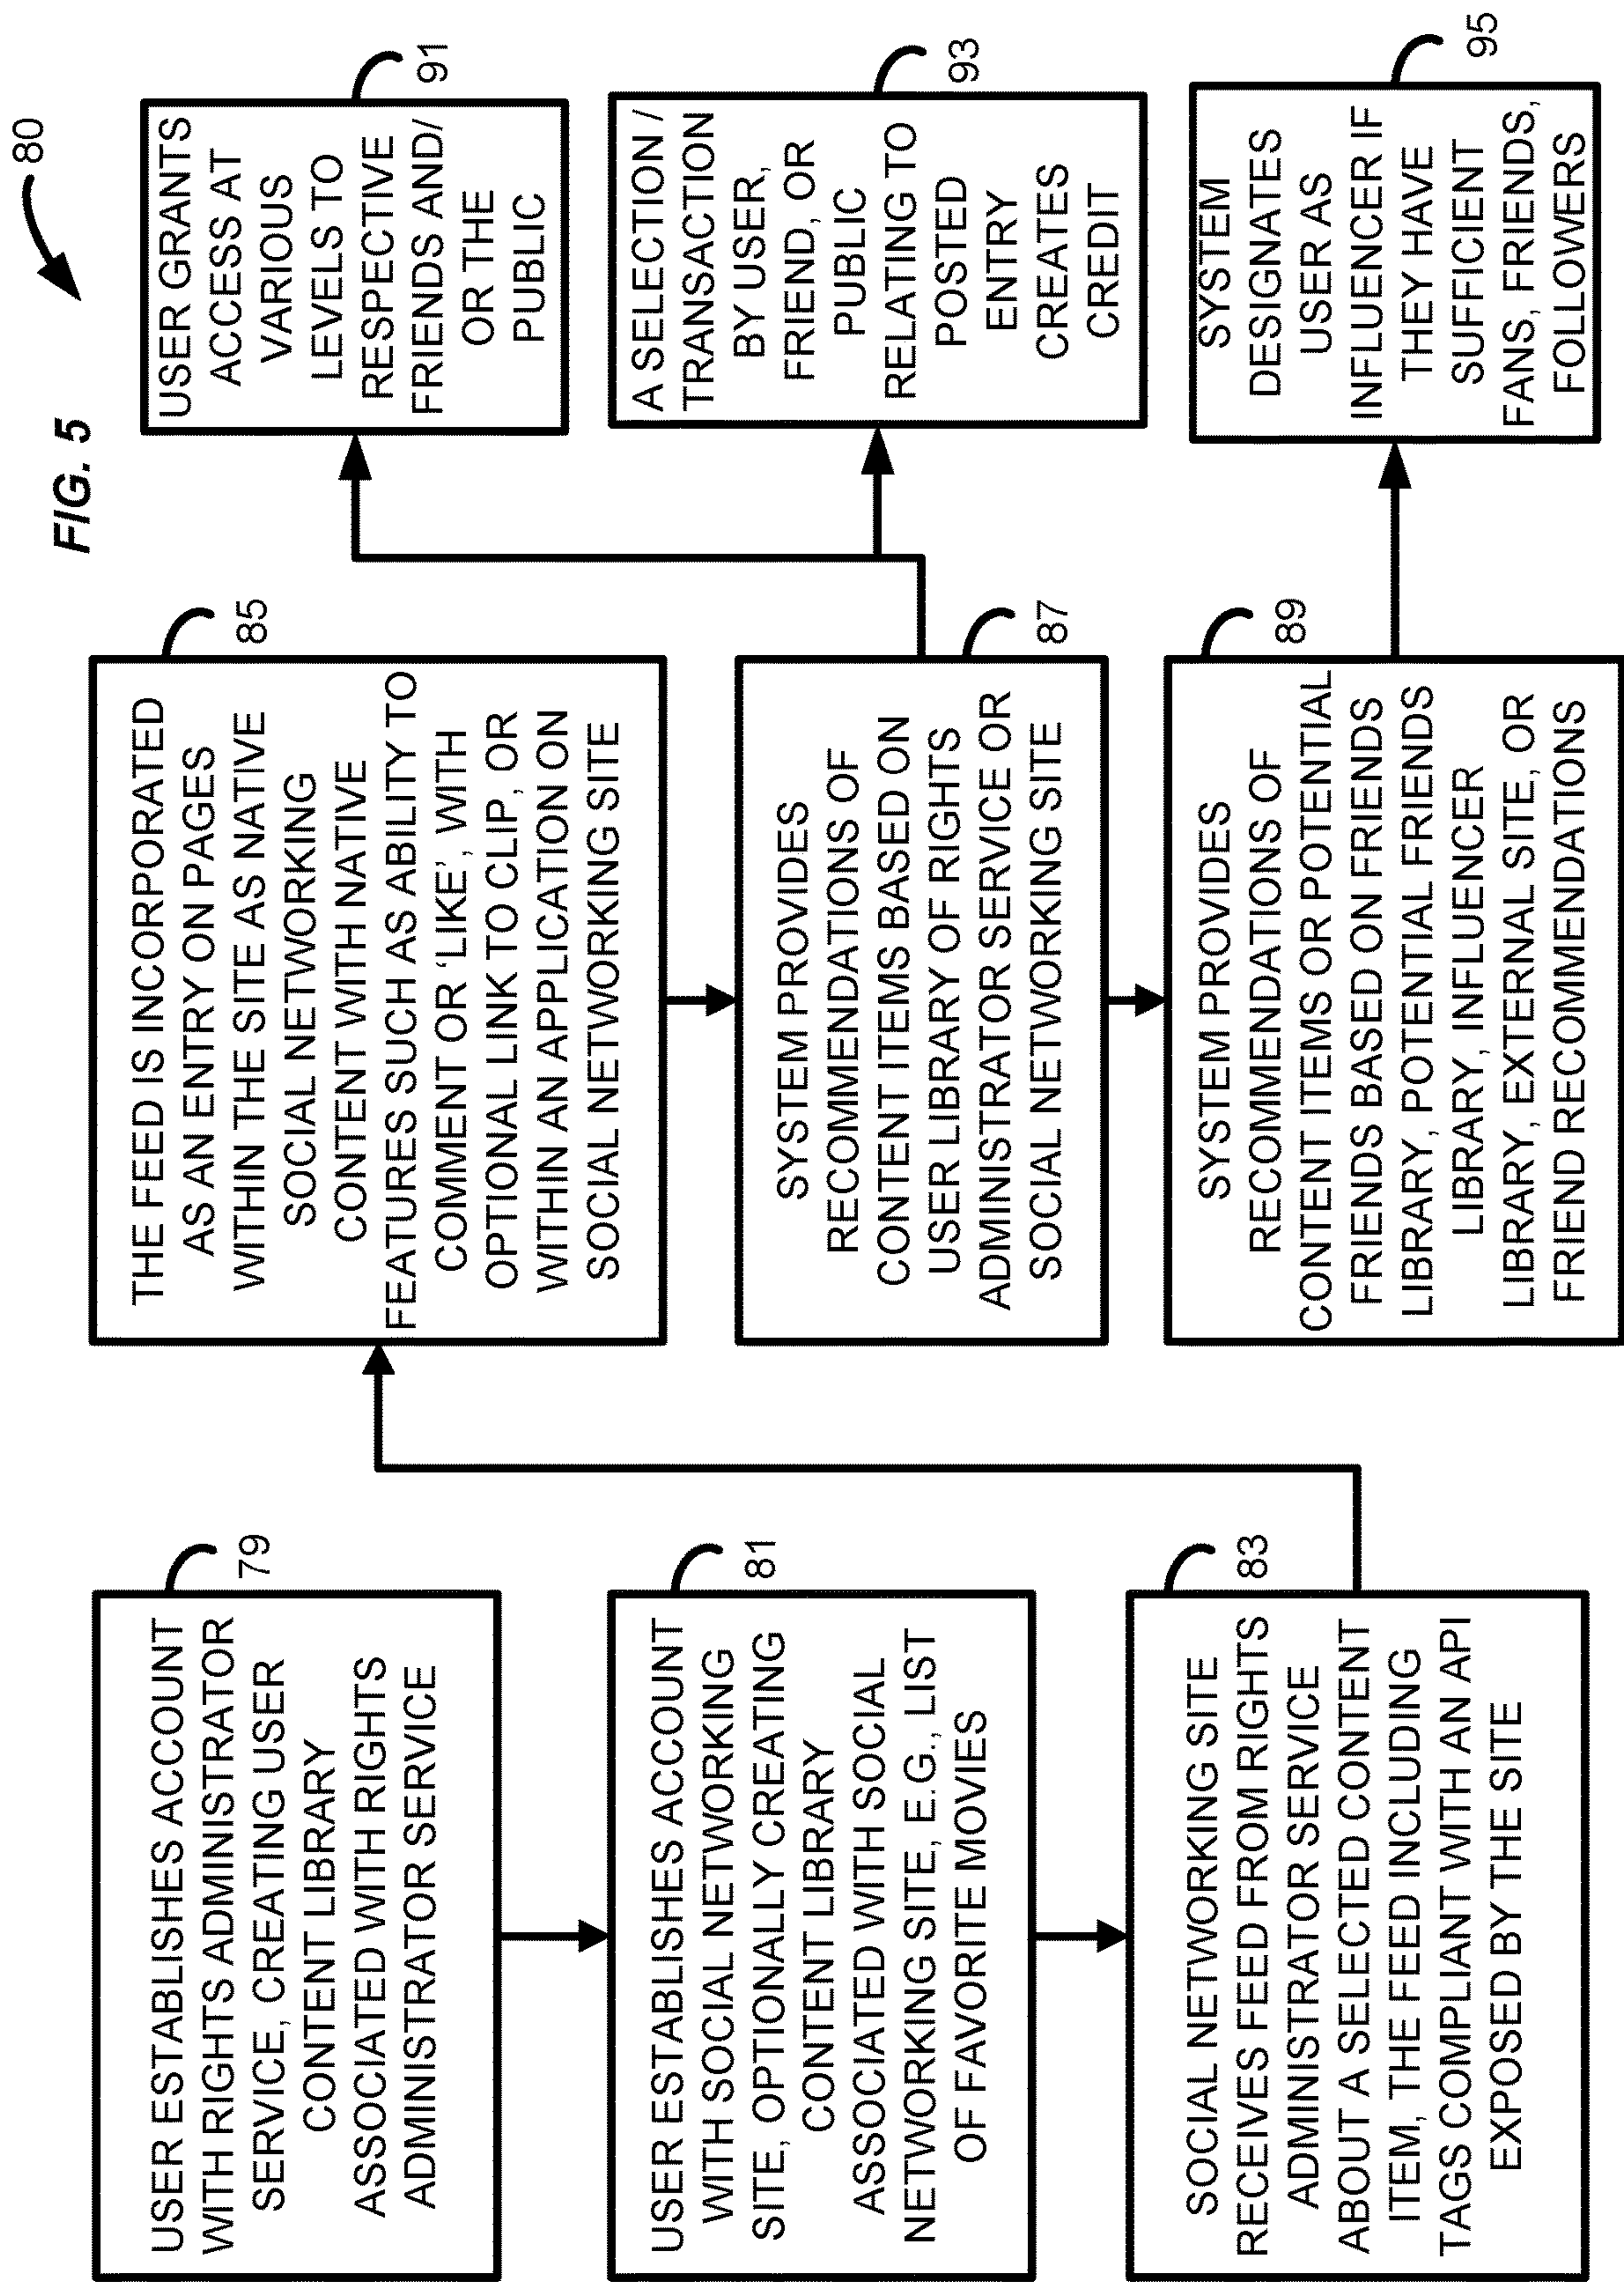 FIG. 5
80
USER ESTABLISHES ACCOUNT
WITH RIGHTS ADMINISTRATOR
SERVICE, CREATING USER
CONTENT LIBRARY
ASSOCIATED WITH RIGHTS
ADMINISTRATOR SERVICE
79
USER ESTABLISHES ACCOUNT
WITH SOCIAL NETWORKING
SITE, OPTIONALLY CREATING
CONTENT LIBRARY
ASSOCIATED WITH SOCIAL
NETWORKING SITE, E.G., LIST
OF FAVORITE MOVIES
81
SOCIAL NETWORKING SITE
RECEIVES FEED FROM RIGHTS
ADMINISTRATOR SERVICE
ABOUT A SELECTED CONTENT
ITEM, THE FEED INCLUDING
TAGS COMPLIANT WITH AN API
EXPOSED BY THE SITE
83
THE FEED IS INCORPORATED
AS AN ENTRY ON PAGES
WITHIN THE SITE AS NATIVE
SOCIAL NETWORKING
CONTENT WITH NATIVE
FEATURES SUCH AS ABILITY TO
COMMENT OR 'LIKE', WITH
OPTIONAL LINK TO CLIP, OR
WITHIN AN APPLICATION ON
SOCIAL NETWORKING SITE
85
SYSTEM PROVIDES
RECOMMENDATIONS OF
CONTENT ITEMS BASED ON
USER LIBRARY OF RIGHTS
ADMINISTRATOR SERVICE OR
SOCIAL NETWORKING SITE
87
SYSTEM PROVIDES
RECOMMENDATIONS OF
CONTENT ITEMS OR POTENTIAL
FRIENDS BASED ON FRIENDS
LIBRARY, POTENTIAL FRIENDS
LIBRARY, INFLUENCER
LIBRARY, EXTERNAL SITE, OR
FRIEND RECOMMENDATIONS
89
USER GRANTS
ACCESS AT
VARIOUS
LEVELS TO
RESPECTIVE
FRIENDS AND/
OR THE
PUBLIC
91
A SELECTION /
TRANSACTION
BY USER,
FRIEND, OR
PUBLIC
RELATING TO
POSTED
ENTRY
CREATES
CREDIT
93
SYSTEM
DESIGNATES
USER AS
INFLUENCER IF
THEY HAVE
SUFFICIENT
FANS, FRIENDS,
FOLLOWERS
95